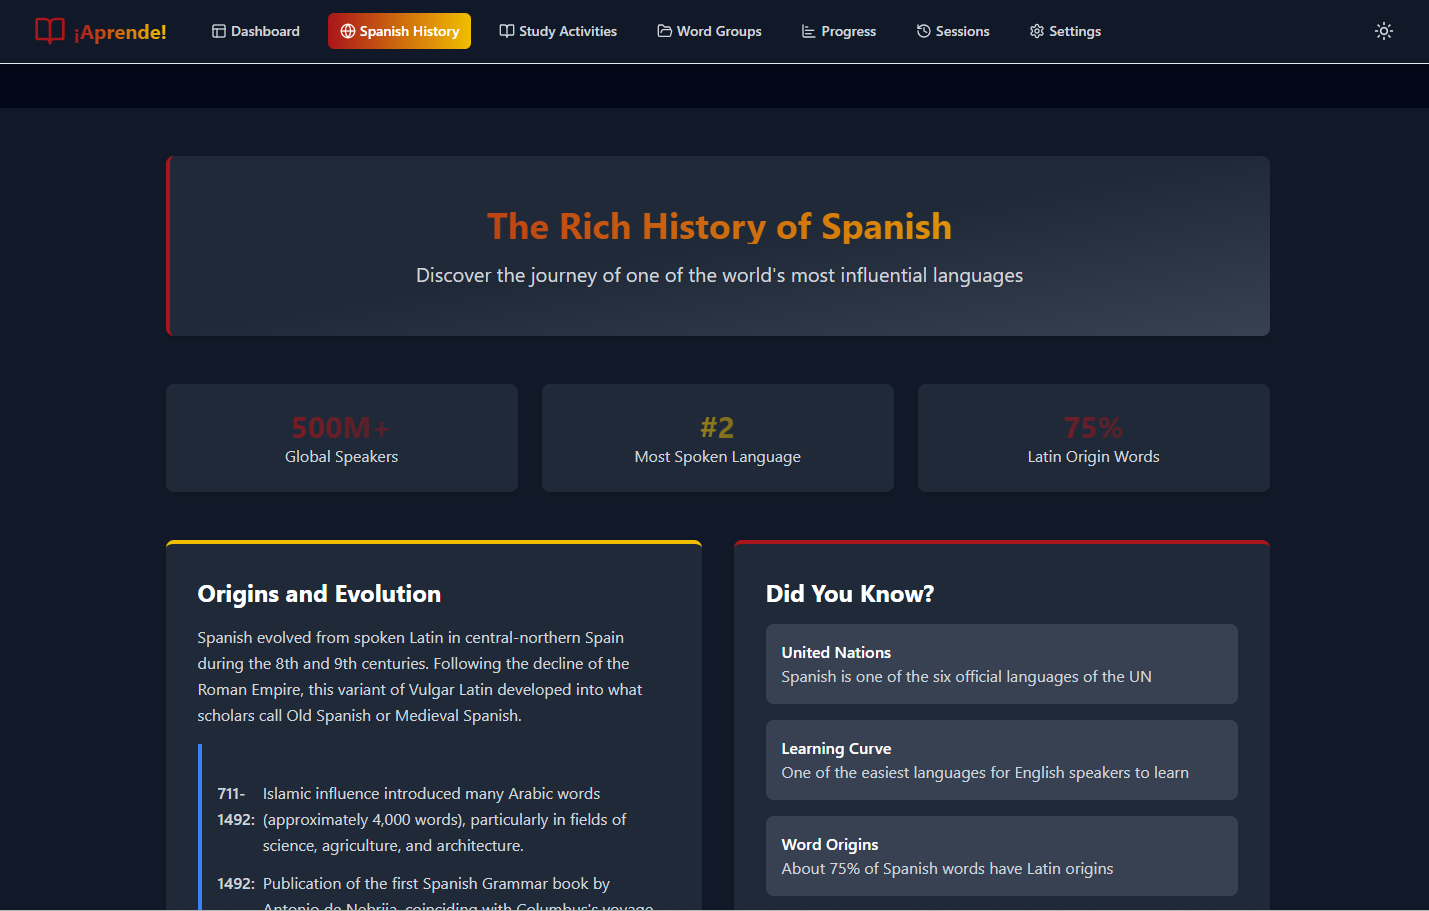 ¡Aprende!
Dashboard
Spanish History
Study Activities
Word Groups
Progress
Sessions
Settings
The Rich History of Spanish
Discover the journey of one of the world's most influential languages
500M+
Global Speakers
#2
Most Spoken Language
75%
Latin Origin Words
Origins and Evolution
Spanish evolved from spoken Latin in central-northern Spain
during the 8th and 9th centuries. Following the decline of the
Roman Empire, this variant of Vulgar Latin developed into what
scholars call Old Spanish or Medieval Spanish.
711- Islamic influence introduced many Arabic words
1492: (approximately 4,000 words), particularly in fields of
science, agriculture, and architecture.
1492: Publication of the first Spanish Grammar book by
Antonio de Nebrija, coinciding with Columbus's voyage
Did You Know?
United Nations
Spanish is one of the six official languages of the UN
Learning Curve
One of the easiest languages for English speakers to learn
Word Origins
About 75% of Spanish words have Latin origins